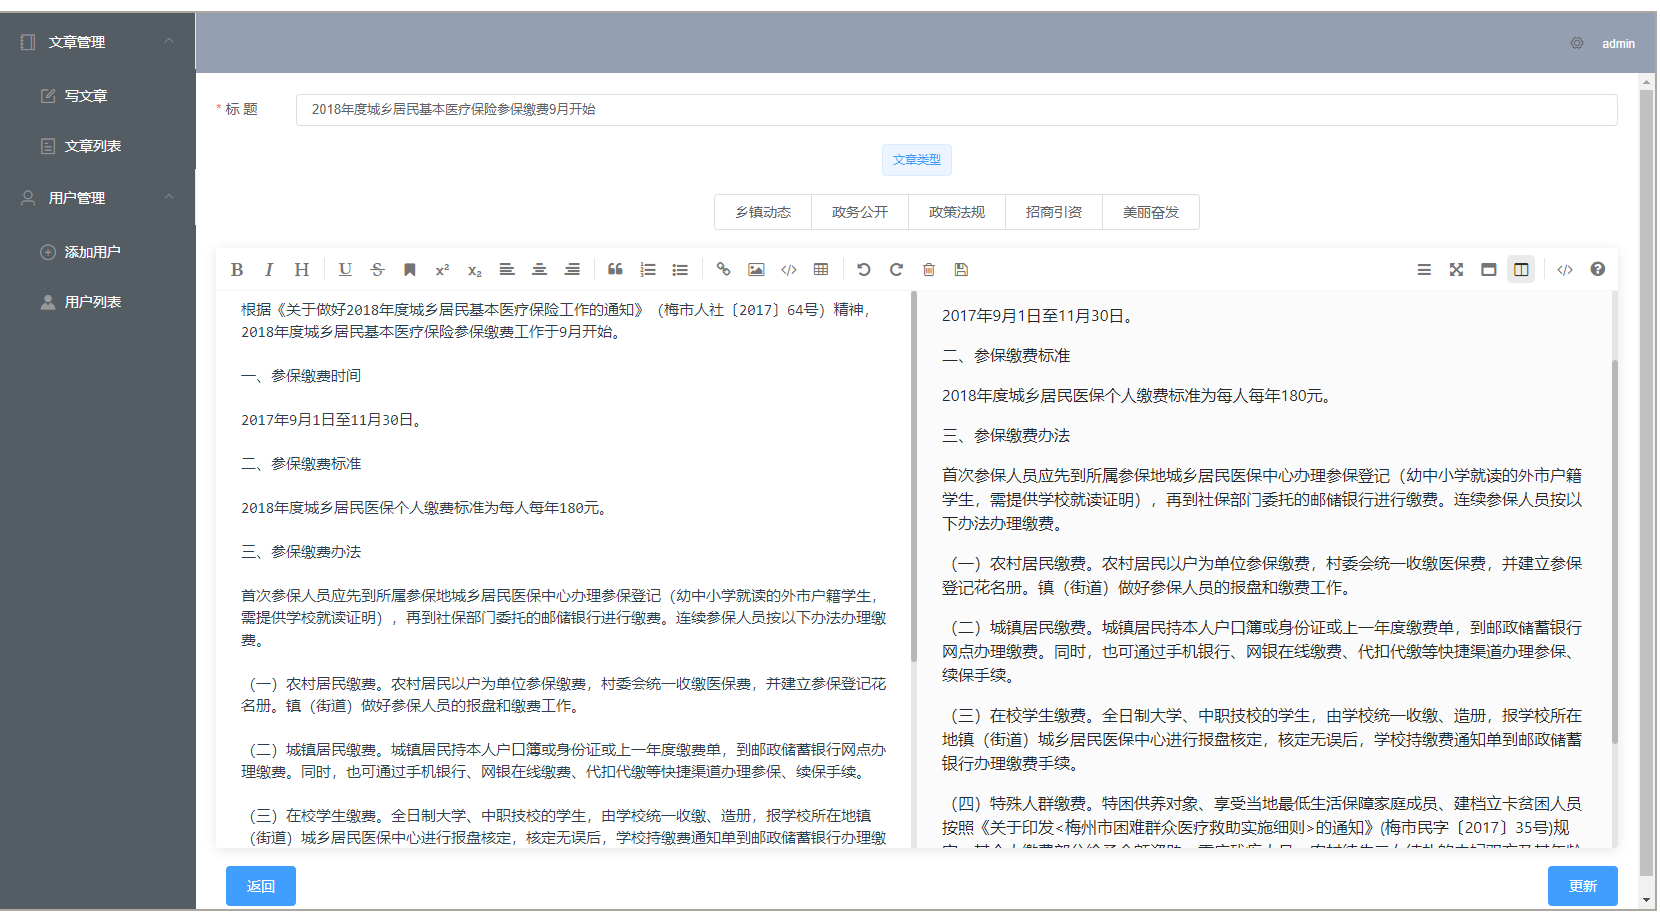 文章管理
写文章
文章列表
用户管理
添加用户
用户列表
admin
* 标 题
2018年度城乡居民基本医疗保险参保缴费9月开始
文章类型
乡镇动态 政务公开 政策法规 招商引资 美丽奋发
根据《关于做好2018年度城乡居民基本医疗保险工作的通知》（梅市人社〔2017〕64号）精神，
2018年度城乡居民基本医疗保险参保缴费工作于9月开始。
一、参保缴费时间
2017年9月1日至11月30日。
二、参保缴费标准
2018年度城乡居民医保个人缴费标准为每人每年180元。
三、参保缴费办法
首次参保人员应先到所属参保地城乡居民医保中心办理参保登记（幼中小学就读的外市户籍学生，
需提供学校就读证明），再到社保部门委托的邮储银行进行缴费。连续参保人员按以下办法办理缴
费。
（一）农村居民缴费。农村居民以户为单位参保缴费，村委会统一收缴医保费，并建立参保登记花
名册。镇（街道）做好参保人员的报盘和缴费工作。
（二）城镇居民缴费。城镇居民持本人户口簿或身份证或上一年度缴费单，到邮政储蓄银行网点办
理缴费。同时，也可通过手机银行、网银在线缴费、代扣代缴等快捷渠道办理参保、续保手续。
（三）在校学生缴费。全日制大学、中职技校的学生，由学校统一收缴、造册，报学校所在地镇
（街道）城乡居民医保中心进行报盘核定，核定无误后，学校持缴费通知单到邮政储蓄银行办理缴
2017年9月1日至11月30日。
二、参保缴费标准
2018年度城乡居民医保个人缴费标准为每人每年180元。
三、参保缴费办法
首次参保人员应先到所属参保地城乡居民医保中心办理参保登记（幼中小学就读的外市户籍
学生，需提供学校就读证明），再到社保部门委托的邮储银行进行缴费。连续参保人员按以
下办法办理缴费。
（一）农村居民缴费。农村居民以户为单位参保缴费，村委会统一收缴医保费，并建立参保
登记花名册。镇（街道）做好参保人员的报盘和缴费工作。
（二）城镇居民缴费。城镇居民持本人户口簿或身份证或上一年度缴费单，到邮政储蓄银行
网点办理缴费。同时，也可通过手机银行、网银在线缴费、代扣代缴等快捷渠道办理参保、
续保手续。
（三）在校学生缴费。全日制大学、中职技校的学生，由学校统一收缴、造册，报学校所在
地镇（街道）城乡居民医保中心进行报盘核定，核定无误后，学校持缴费通知单到邮政储蓄
银行办理缴费手续。
（四）特殊人群缴费。特困供养对象、享受当地最低生活保障家庭成员、建档立卡贫困人员
按照《关于印发<梅州市困难群众医疗救助实施细则>的通知》(梅市民字〔2017〕35号)规
返回
更新